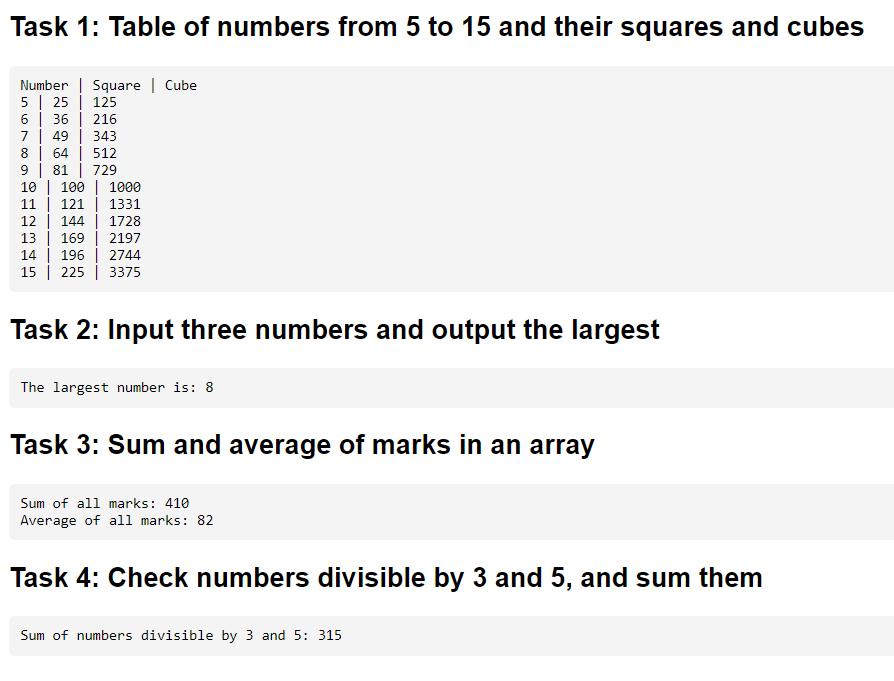 Task 1: Table of numbers from 5 to 15 and their squares and cubes
Number | Square | Cube
5 | 25 | 125
6 | 36 | 216
7 | 49 | 343
8 | 64 | 512
9 | 81 | 729
10 | 100 | 1000
11 | 121 | 1331
12 | 144 | 1728
13 | 169 | 2197
14 | 196 | 2744
15 | 225 | 3375
Task 2: Input three numbers and output the largest
The largest number is: 8
Task 3: Sum and average of marks in an array
Sum of all marks: 410
Average of all marks: 82
Task 4: Check numbers divisible by 3 and 5, and sum them
Sum of numbers divisible by 3 and 5: 315